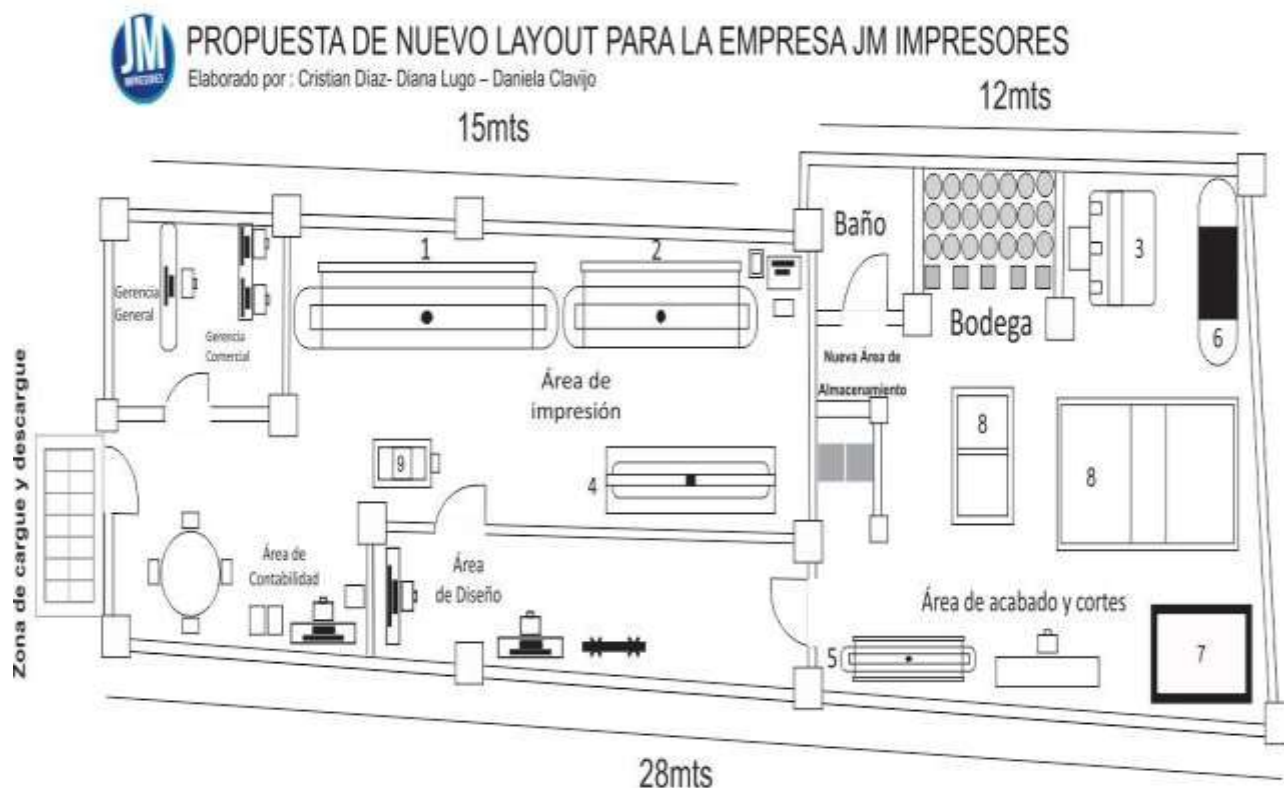 JM
IMPRESORES
PROPUESTA DE NUEVO LAYOUT PARA LA EMPRESA JM IMPRESORES
Elaborado por : Cristian Diaz- Diana Lugo – Daniela Clavijo
15mts
12mts
Baño
1
2
3
Gerencia
General
Gerencia
Comercial
Bodega
6
Nueva Área de
Almacenamiento
Área de
impresión
8
8
9
4
Zona de cargue y descargue
Área de
Contabilidad
Área
de Diseño
Área de acabado y cortes
5
7
28mts